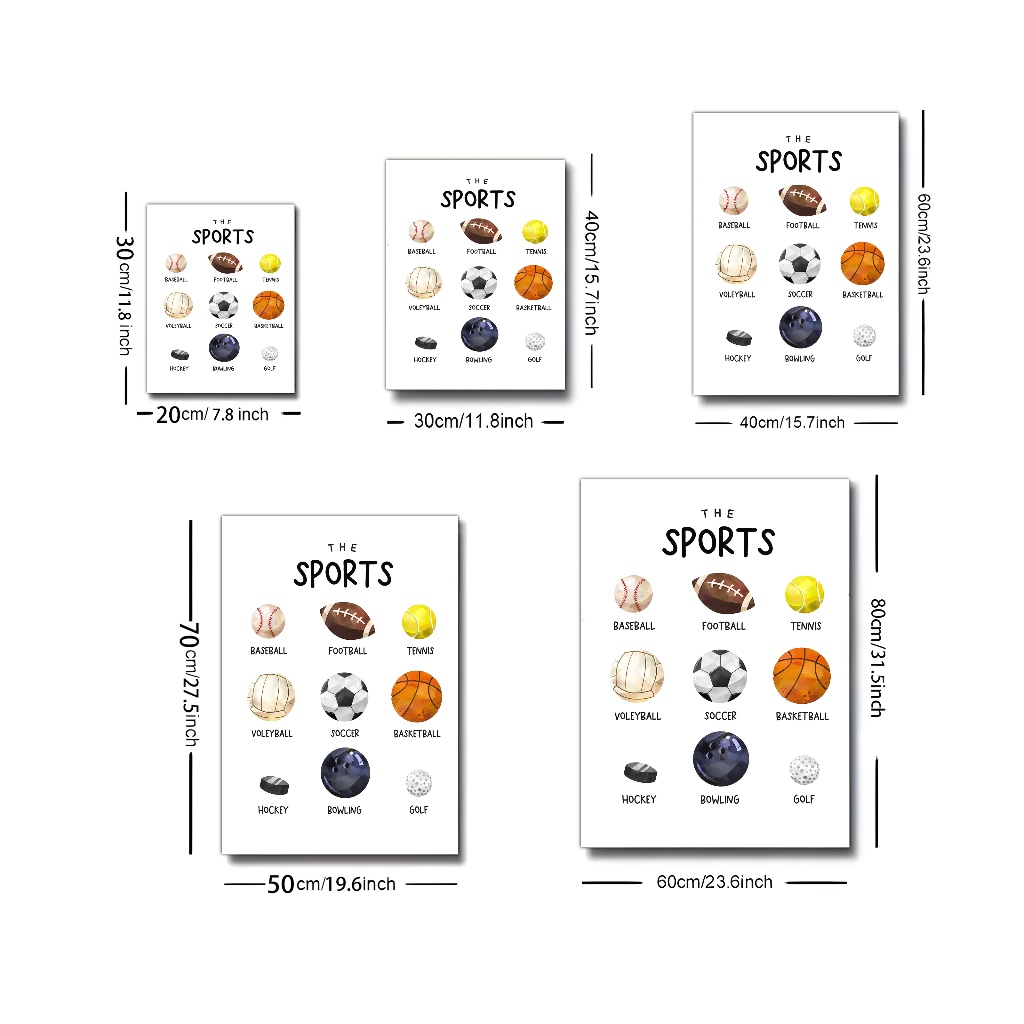 THE
SPORTS
BASEBALL FOOTBALL TENNIS
VOLEYBALL SOCCER BASKETBALL
HOCKEY BOWLING GOLF
30cm/11.8 inch
20cm/ 7.8 inch
THE
SPORTS
BASEBALL FOOTBALL TENNIS
VOLEYBALL SOCCER BASKETBALL
HOCKEY BOWLING GOLF
40cm/15.7inch
30cm/11.8inch
THE
SPORTS
BASEBALL FOOTBALL TENNIS
VOLEYBALL SOCCER BASKETBALL
HOCKEY BOWLING GOLF
60cm/23.6inch
40cm/15.7inch
THE
SPORTS
BASEBALL FOOTBALL TENNIS
VOLEYBALL SOCCER BASKETBALL
HOCKEY BOWLING GOLF
70cm/27.5inch
50cm/19.6inch
THE
SPORTS
BASEBALL FOOTBALL TENNIS
VOLEYBALL SOCCER BASKETBALL
HOCKEY BOWLING GOLF
80cm/31.5inch
60cm/23.6inch